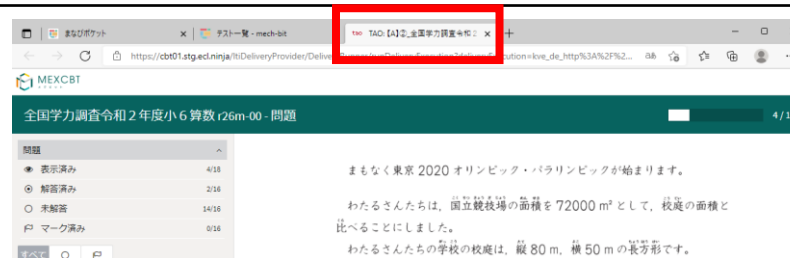 まなびポケット
テスト一覧 - mech-bit
TAO TAO:【A】②_全国学力調査令和2
https://cbt01.stg.ecl.ninja/ltiDeliveryProvider/DeliveryRunner/runDeliveryExecution?deliveryExecution=kve_de_http%3A%2F%2...
MEXCBT
全国学力調査令和２年度小６算数 r26m-00 - 問題
4/1
問題
表示済み 4/16
解答済み 2/16
未解答 14/16
マーク済み 0/16
すべて
まもなく東京 2020 オリンピック・パラリンピックが始まります。
わたるさんたちは，国立競技場の面積を 72000 m² として，校庭の面積と
比べることにしました。
わたるさんたちの学校の校庭は，縦 80 m，横 50 m の長方形です。